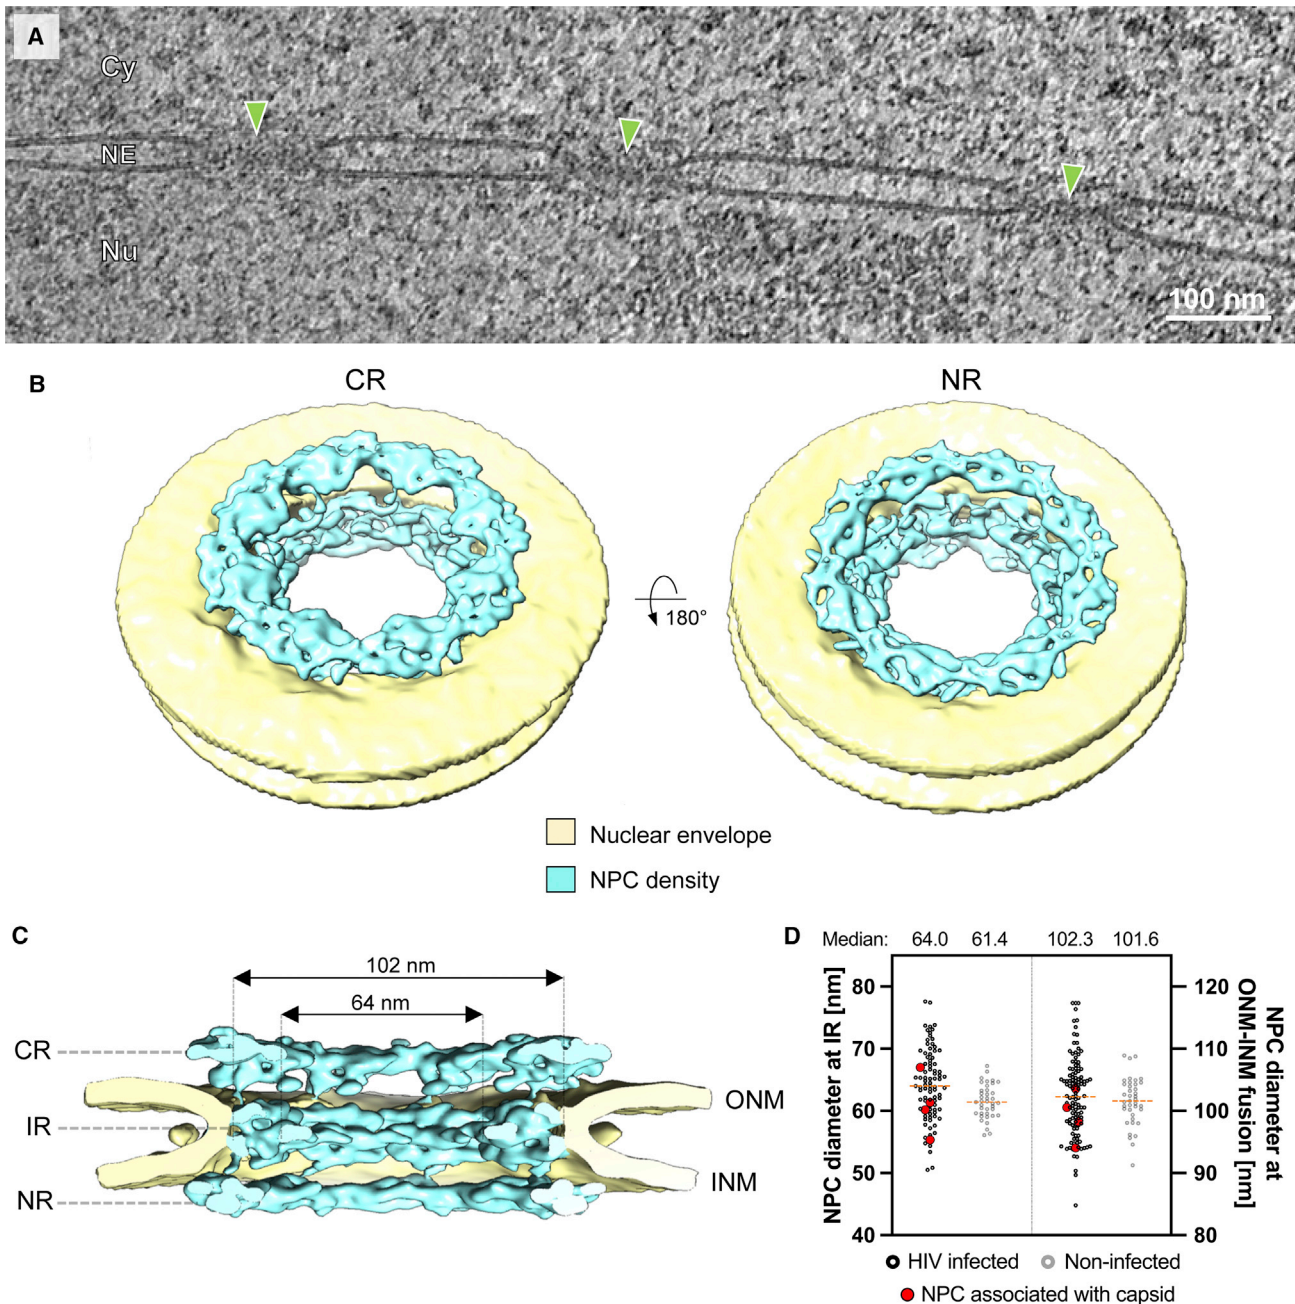 A
Cy
NE
Nu
100 nm
B
CR
NR
180°
Nuclear envelope
NPC density
C
102 nm
64 nm
CR
IR
NR
ONM
INM
D
Median: 64.0 61.4 102.3 101.6
NPC diameter at IR [nm]
80
70
60
50
40
120
110
100
90
80
NPC diameter at
ONM-INM fusion [nm]
HIV infected
Non-infected
NPC associated with capsid